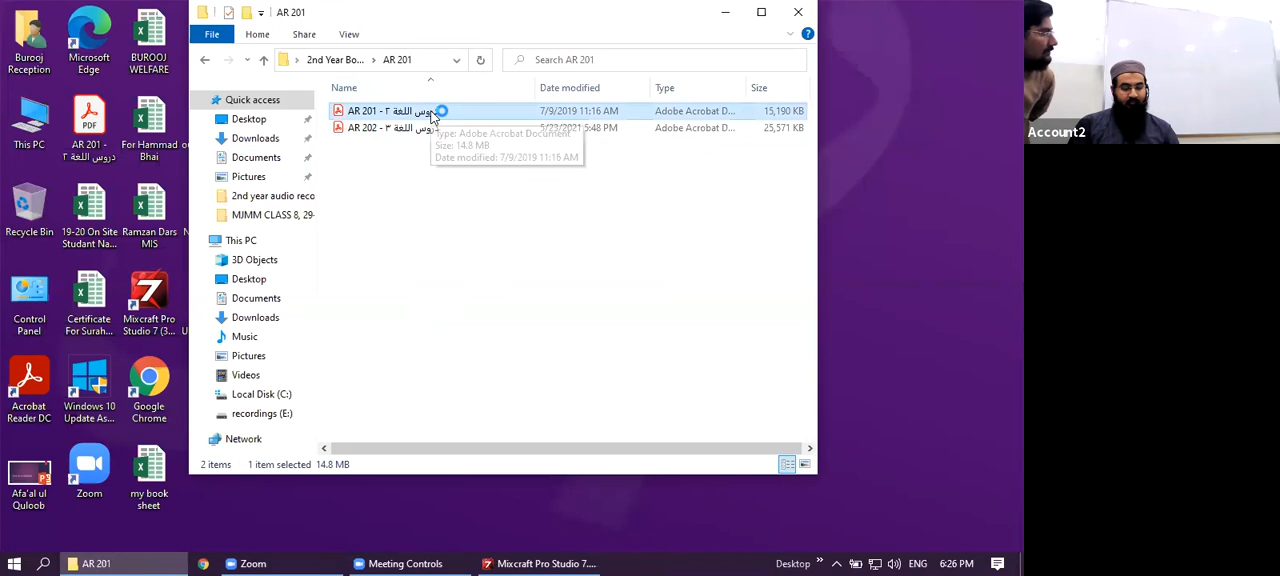 AR 201
File
Home
Share
View
2nd Year Bo...
AR 201
Search AR 201
Name
Date modified
Type
Size
AR 201 - دروس اللغة ٢
7/9/2019 11:16 AM
Adobe Acrobat D...
15,190 KB
AR 202 - دروس اللغة ٣
5/23/2021 5:48 PM
Adobe Acrobat D...
25,571 KB
Type: Adobe Acrobat Document
Size: 14.8 MB
Date modified: 7/9/2019 11:16 AM
Quick access
Desktop
Downloads
Documents
Pictures
2nd year audio reco
MJMM CLASS 8, 29-
This PC
3D Objects
Desktop
Documents
Downloads
Music
Pictures
Videos
Local Disk (C:)
recordings (E:)
Network
2 items
1 item selected
14.8 MB
Burooj
Reception
Microsoft
Edge
BUROOJ
WELFARE
This PC
AR 201 -
دروس اللغة ٢
For Hammad
Bhai
Recycle Bin
19-20 On Site
Studant Na...
Ramzan Dars
MIS
Control
Panel
Certificate
For Surah...
Mixcraft Pro
Studio 7 (3...
Acrobat
Reader DC
Windows 10
Update As...
Google
Chrome
Afa'al ul
Quloob
Zoom
my book
sheet
Account2
AR 201
Zoom
Meeting Controls
Mixcraft Pro Studio 7....
Desktop
ENG
6:26 PM